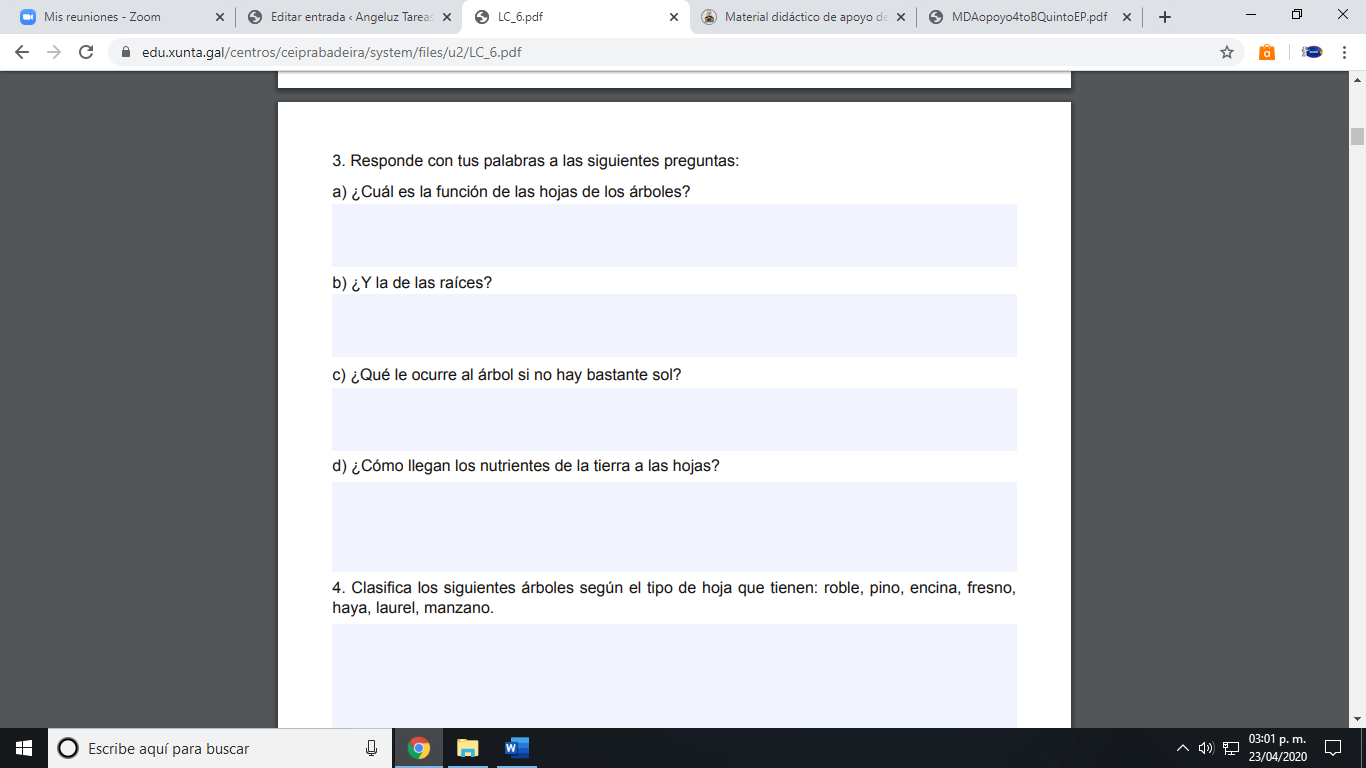 Mis reuniones - Zoom
Editar entrada ‹ Angeluz Tareas
LC_6.pdf
Material didáctico de apoyo de
MDAopoyo4toBQuintoEP.pdf
edu.xunta.gal/centros/ceiprabadeira/system/files/u2/LC_6.pdf
3. Responde con tus palabras a las siguientes preguntas:
a) ¿Cuál es la función de las hojas de los árboles?
b) ¿Y la de las raíces?
c) ¿Qué le ocurre al árbol si no hay bastante sol?
d) ¿Cómo llegan los nutrientes de la tierra a las hojas?
4. Clasifica los siguientes árboles según el tipo de hoja que tienen: roble, pino, encina, fresno,
haya, laurel, manzano.
Escribe aquí para buscar
03:01 p. m.
23/04/2020